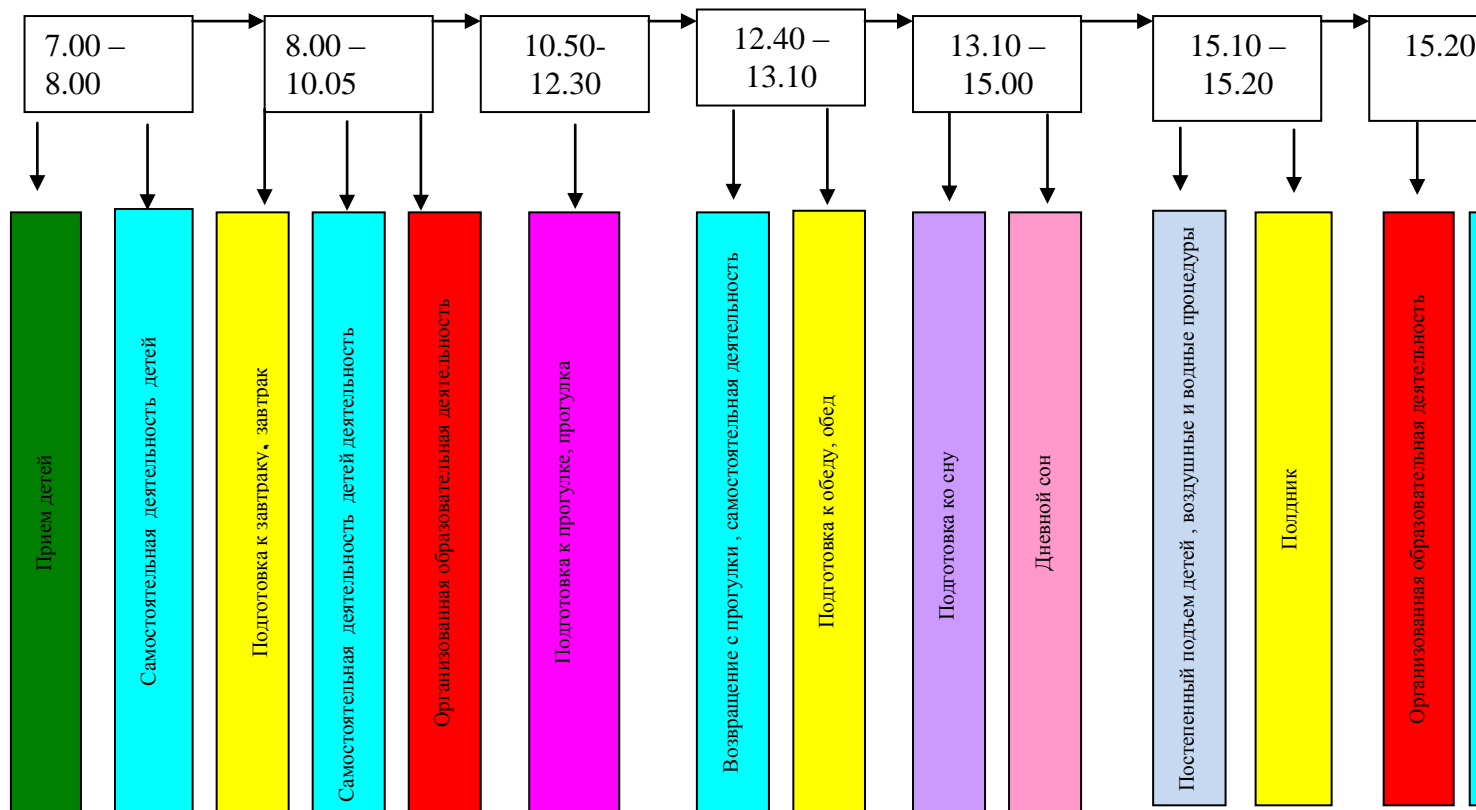 7.00 –
8.00
8.00 –
10.05
10.50-
12.30
12.40 –
13.10
13.10 –
15.00
15.10 –
15.20
15.20
Прием детей
Самостоятельная деятельность детей
Подготовка к завтраку, завтрак
Самостоятельная деятельность детей деятельность
Организованная образовательная деятельность
Подготовка к прогулке, прогулка
Возвращение с прогулки , самостоятельная деятельность
Подготовка к обеду, обед
Подготовка ко сну
Дневной сон
Постепенный подъем детей , воздушные и водные процедуры
Полдник
Организованная образовательная деятельность